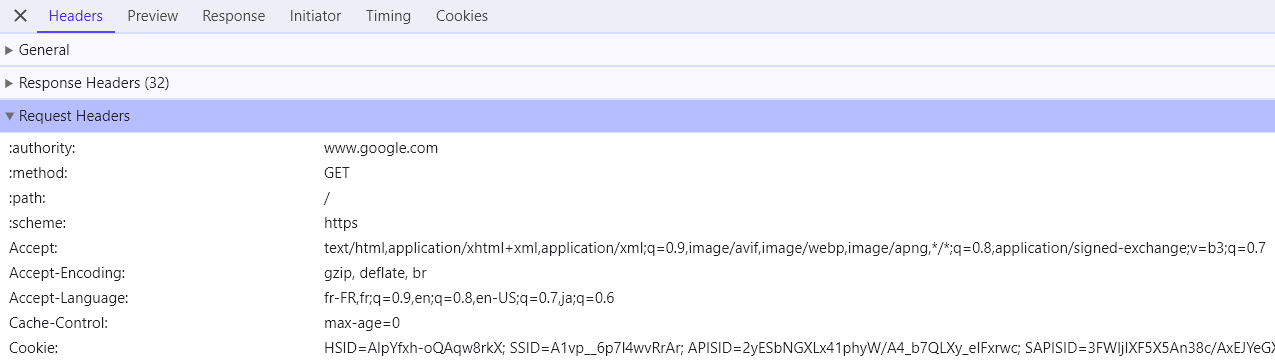 Headers Preview Response Initiator Timing Cookies
General
Response Headers (32)
Request Headers
:authority: www.google.com
:method: GET
:path: /
:scheme: https
Accept: text/html,application/xhtml+xml,application/xml;q=0.9,image/avif,image/webp,image/apng,*/*;q=0.8,application/signed-exchange;v=b3;q=0.7
Accept-Encoding: gzip, deflate, br
Accept-Language: fr-FR,fr;q=0.9,en;q=0.8,en-US;q=0.7,ja;q=0.6
Cache-Control: max-age=0
Cookie: HSID=AlpYfxh-oQAqw8rkX; SSID=A1vp__6p7I4wvRrAr; APISID=2yESbNGXLx41phyW/A4_b7QLXy_eIFxrwc; SAPISID=3FWIjIXF5X5An38c/AxEJYeGX